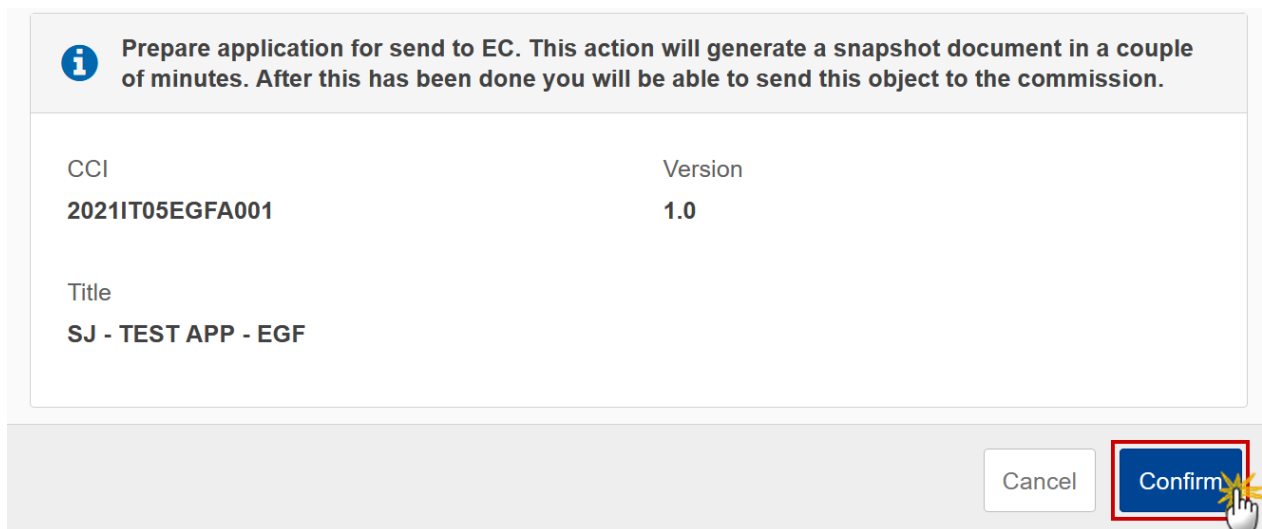 Prepare application for send to EC. This action will generate a snapshot document in a couple
of minutes. After this has been done you will be able to send this object to the commission.
CCI
2021IT05EGFA001
Version
1.0
Title
SJ - TEST APP - EGF
Cancel
Confirm